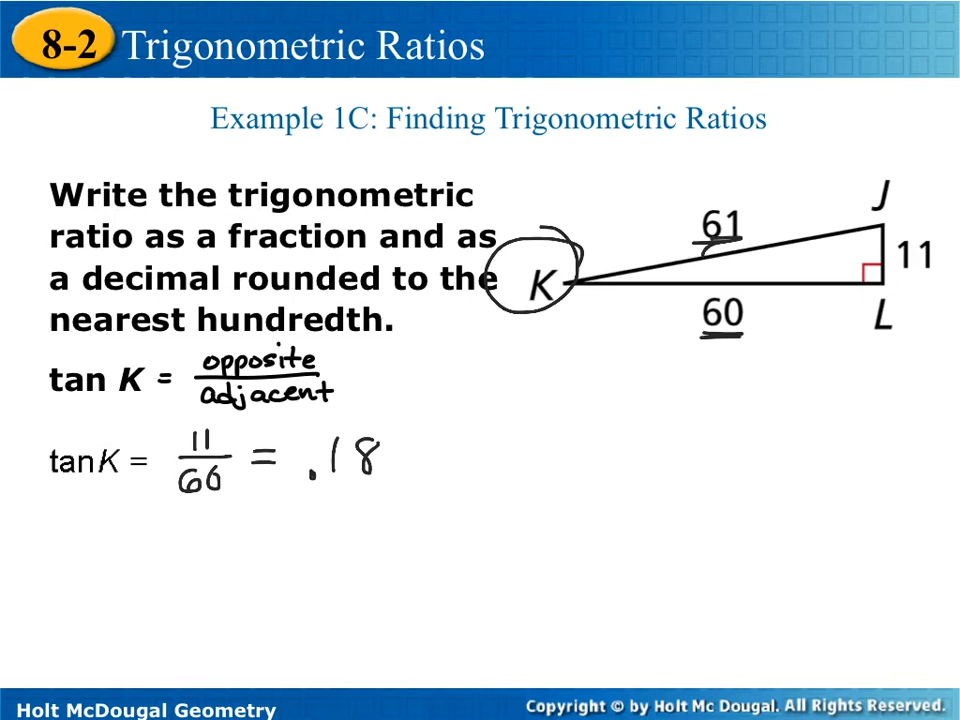 8-2 Trigonometric Ratios
Example 1C: Finding Trigonometric Ratios
Write the trigonometric
ratio as a fraction and as
a decimal rounded to the
nearest hundredth.
J
61
11
K
60
L
tan K = opposite
adjacent
tan K = 11
60
= .18
Holt McDougal Geometry
Copyright © by Holt Mc Dougal. All Rights Reserved.